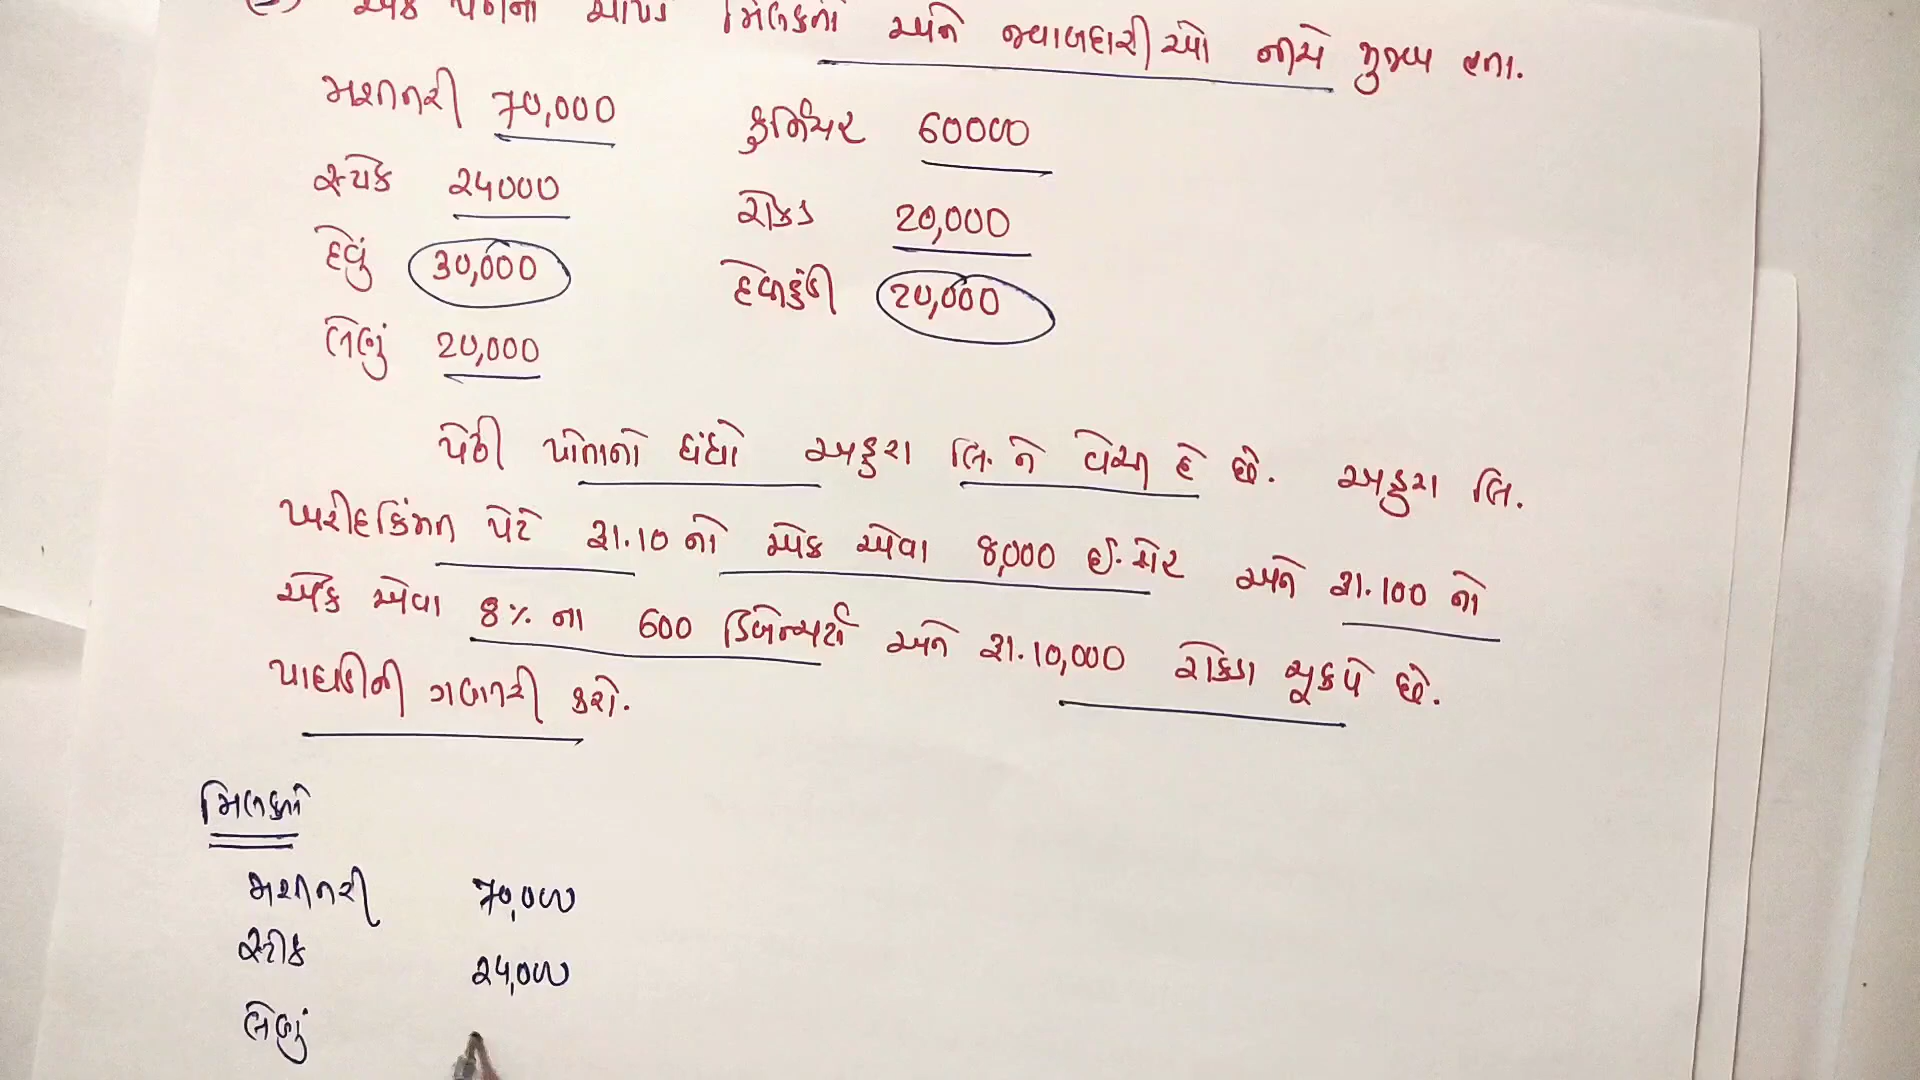 એક પેઢીના ચોપડે મિલકતો અને જવાબદારીઓ નીચે મુજબ હતા.
મશીનરી 70,000 ફર્નિચર 60000
સ્ટોક 24000 રોકડ 20,000
દેવું 30,000 દેવાહૂંડી 20,000
લેણું 20,000
પેઢી પોતાનો ધંધો લિ. ને વેચી દે છે. લિ.
ખરીદકિંમત પેટે રૂા.10 નો એક એવા 8,000 ઈ.શેર અને રૂા.100 નો
એક એવા 8% ના 600 ડિબેન્ચર્સ અને રૂા.10,000 રોકડા ચૂકવે છે.
પાઘડીની ગણતરી કરો.
મિલકતો
મશીનરી 70,000
સ્ટોક 24,000
લેણું